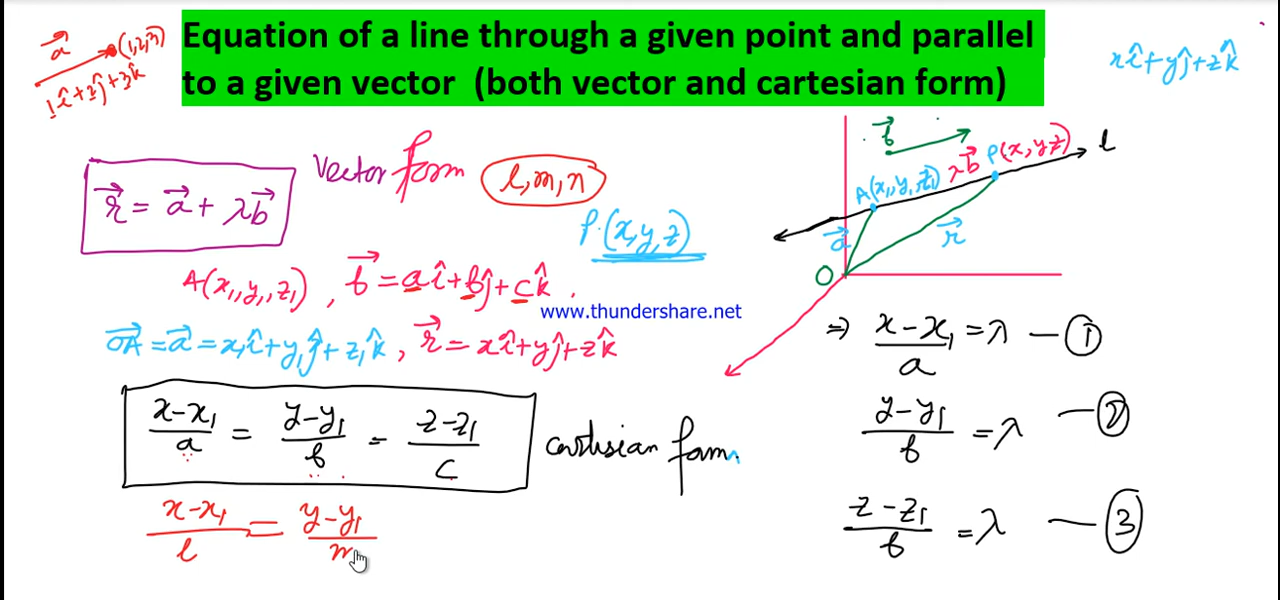 Equation of a line through a given point and parallel
to a given vector (both vector and cartesian form)
a⃗ (1,2,3)
1î+2ĵ+3k̂
xî+yĵ+zk̂
Vector form
r⃗ = a⃗ + λb⃗
l, m, n
P.(x,y,z)
A(x₁,y₁,z₁), b⃗ = aî+bĵ+ck̂.
www.thundershare.net
OA⃗ = a⃗ = x₁î+y₁ĵ+z₁k̂, r⃗ = xî+yĵ+zk̂
(x-x₁)/a = (y-y₁)/b = (z-z₁)/c cartisian form
(x-x₁)/l = (y-y₁)/m
b⃗
A(x₁,y₁,z₁) λb⃗ P(x,y,z) l
a⃗ r⃗
O
⇒ (x-x₁)/a = λ — ①
(y-y₁)/b = λ — ②
(z-z₁)/b = λ — ③